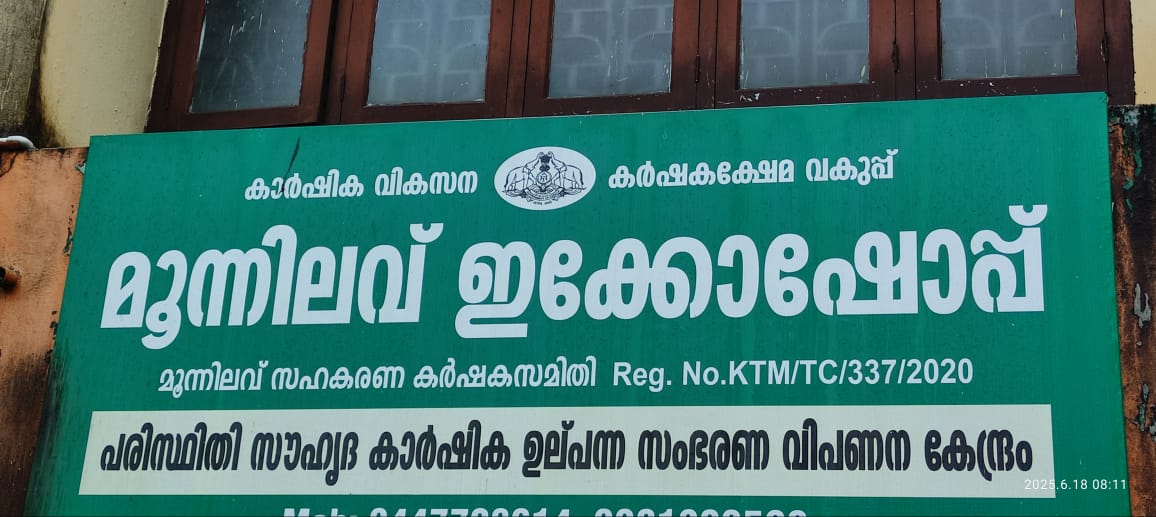 കാർഷിക വികസന കർഷകക്ഷേമ വകുപ്പ്
മൂന്നിലവ് ഇക്കോഷോപ്പ്
മൂന്നിലവ് സഹകരണ കർഷകസമിതി Reg. No.KTM/TC/337/2020
പരിസ്ഥിതി സൗഹൃദ കാർഷിക ഉല്പന്ന സംഭരണ വിപണന കേന്ദ്രം
2025.6.18 08:11